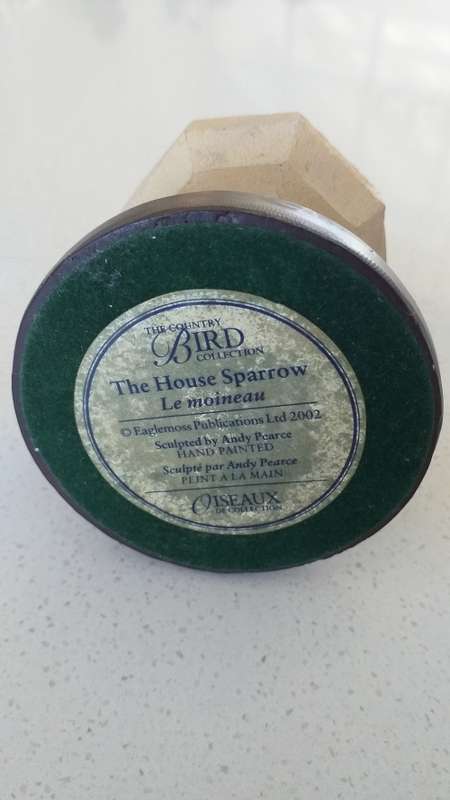 THE COUNTRY
BIRD
COLLECTION
The House Sparrow
Le moineau
© Eaglemoss Publications Ltd 2002
Sculpted by Andy Pearce
HAND PAINTED
Sculpté par Andy Pearce
PEINT A LA MAIN
OISEAUX
DE COLLECTION